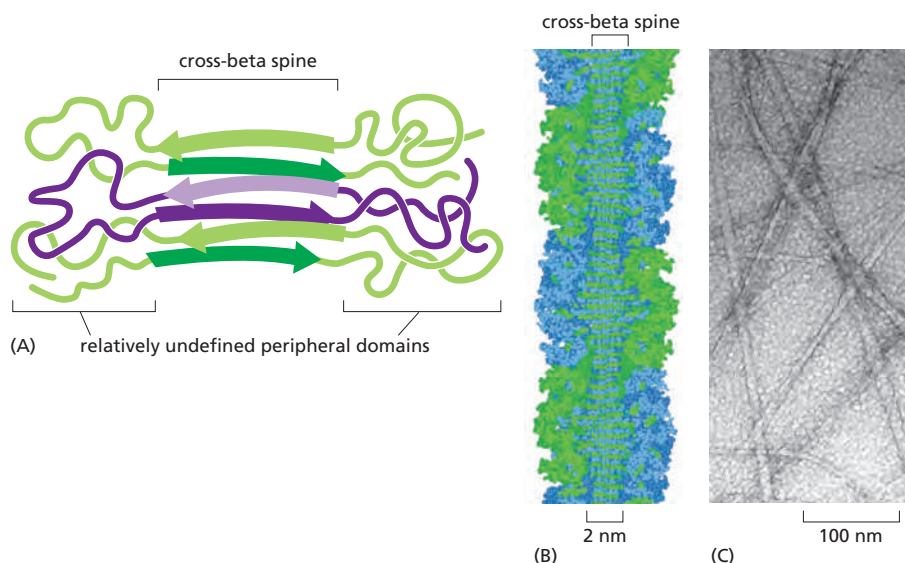 cross-beta spine
(A)
relatively undefined peripheral domains
cross-beta spine
2 nm
(B)
100 nm
(C)